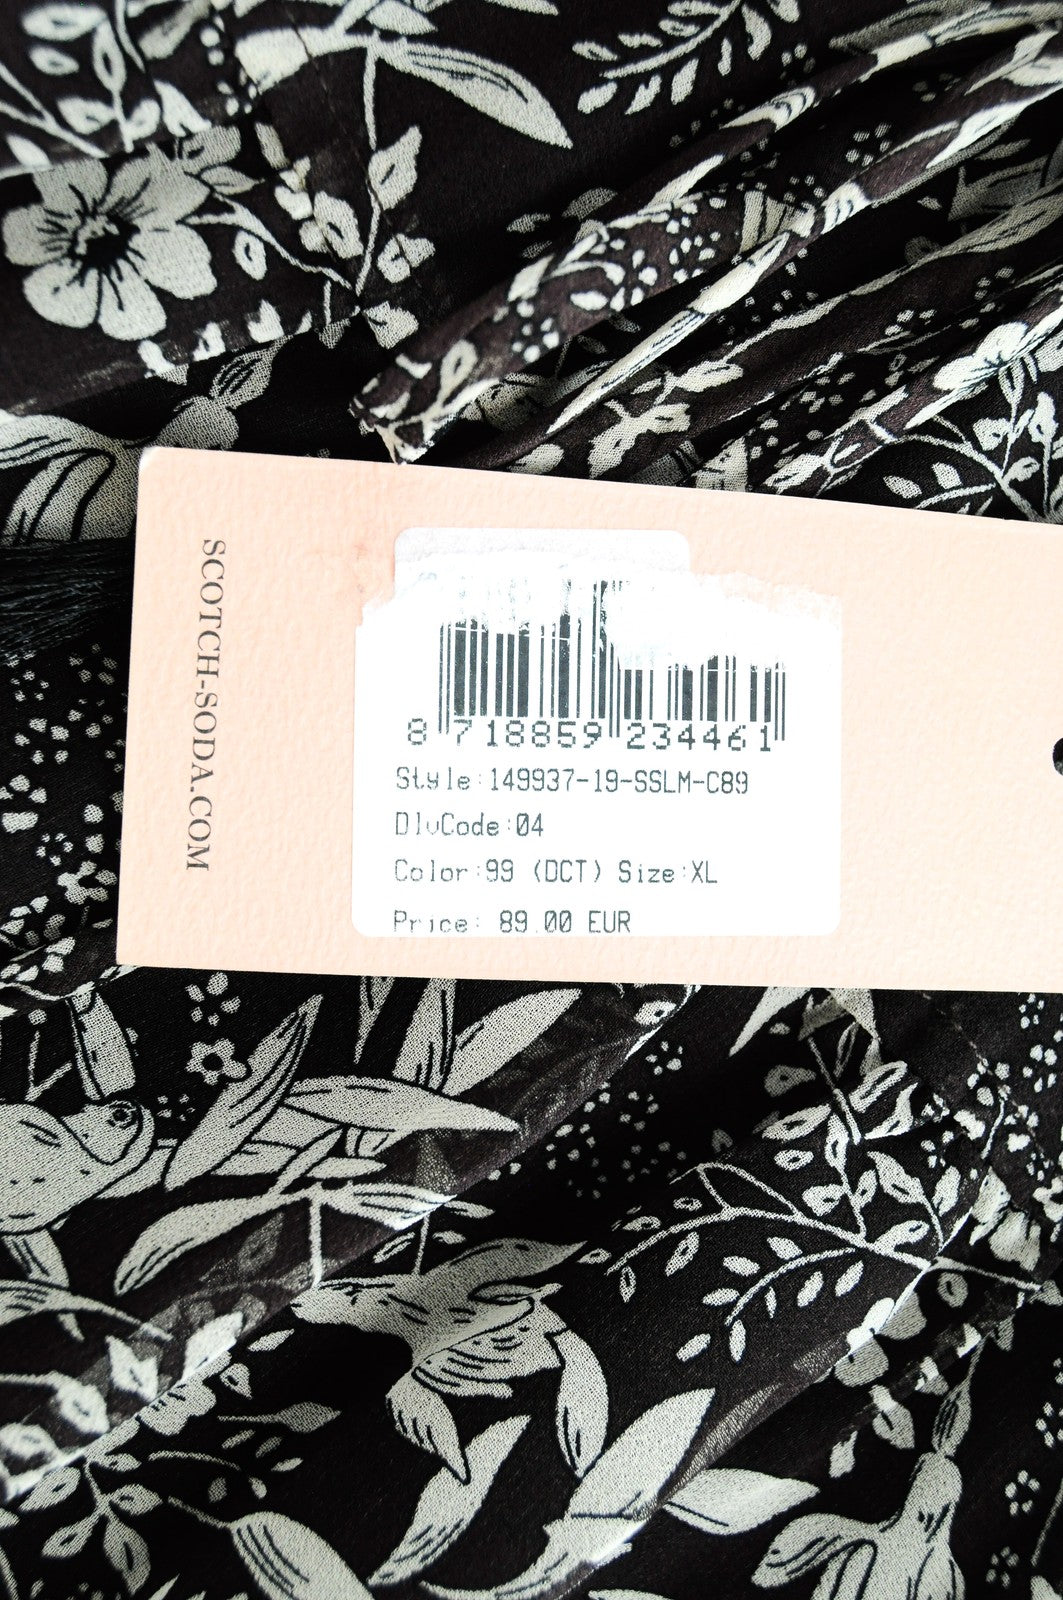 SCOTCH-SODA.COM
8 718859 234461
Style:149937-19-SSLM-C89
DlvCode:04
Color:99 (DCT) Size:XL
Price: 89.00 EUR